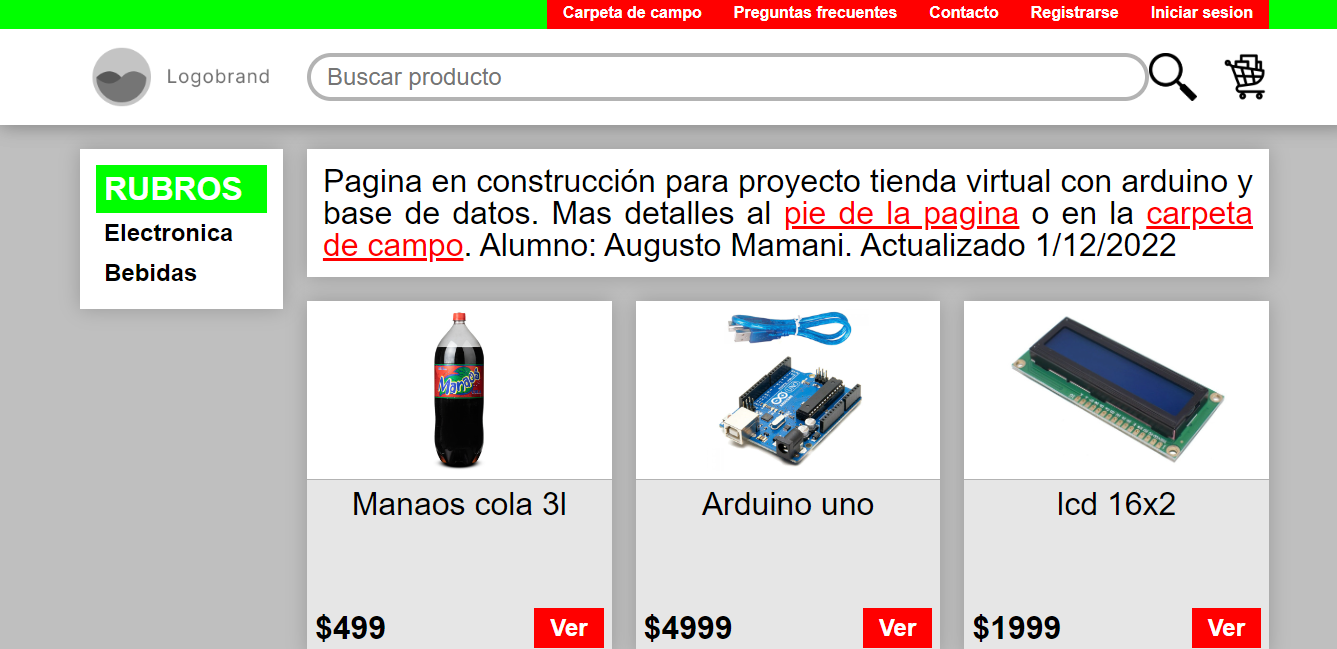 Carpeta de campo Preguntas frecuentes Contacto Registrarse Iniciar sesion
Logobrand
Buscar producto
RUBROS
Electronica
Bebidas
Pagina en construcción para proyecto tienda virtual con arduino y
base de datos. Mas detalles al pie de la pagina o en la carpeta
de campo. Alumno: Augusto Mamani. Actualizado 1/12/2022
Manaos
UNO
Manaos cola 3l
Arduino uno
lcd 16x2
$499 Ver
$4999 Ver
$1999 Ver